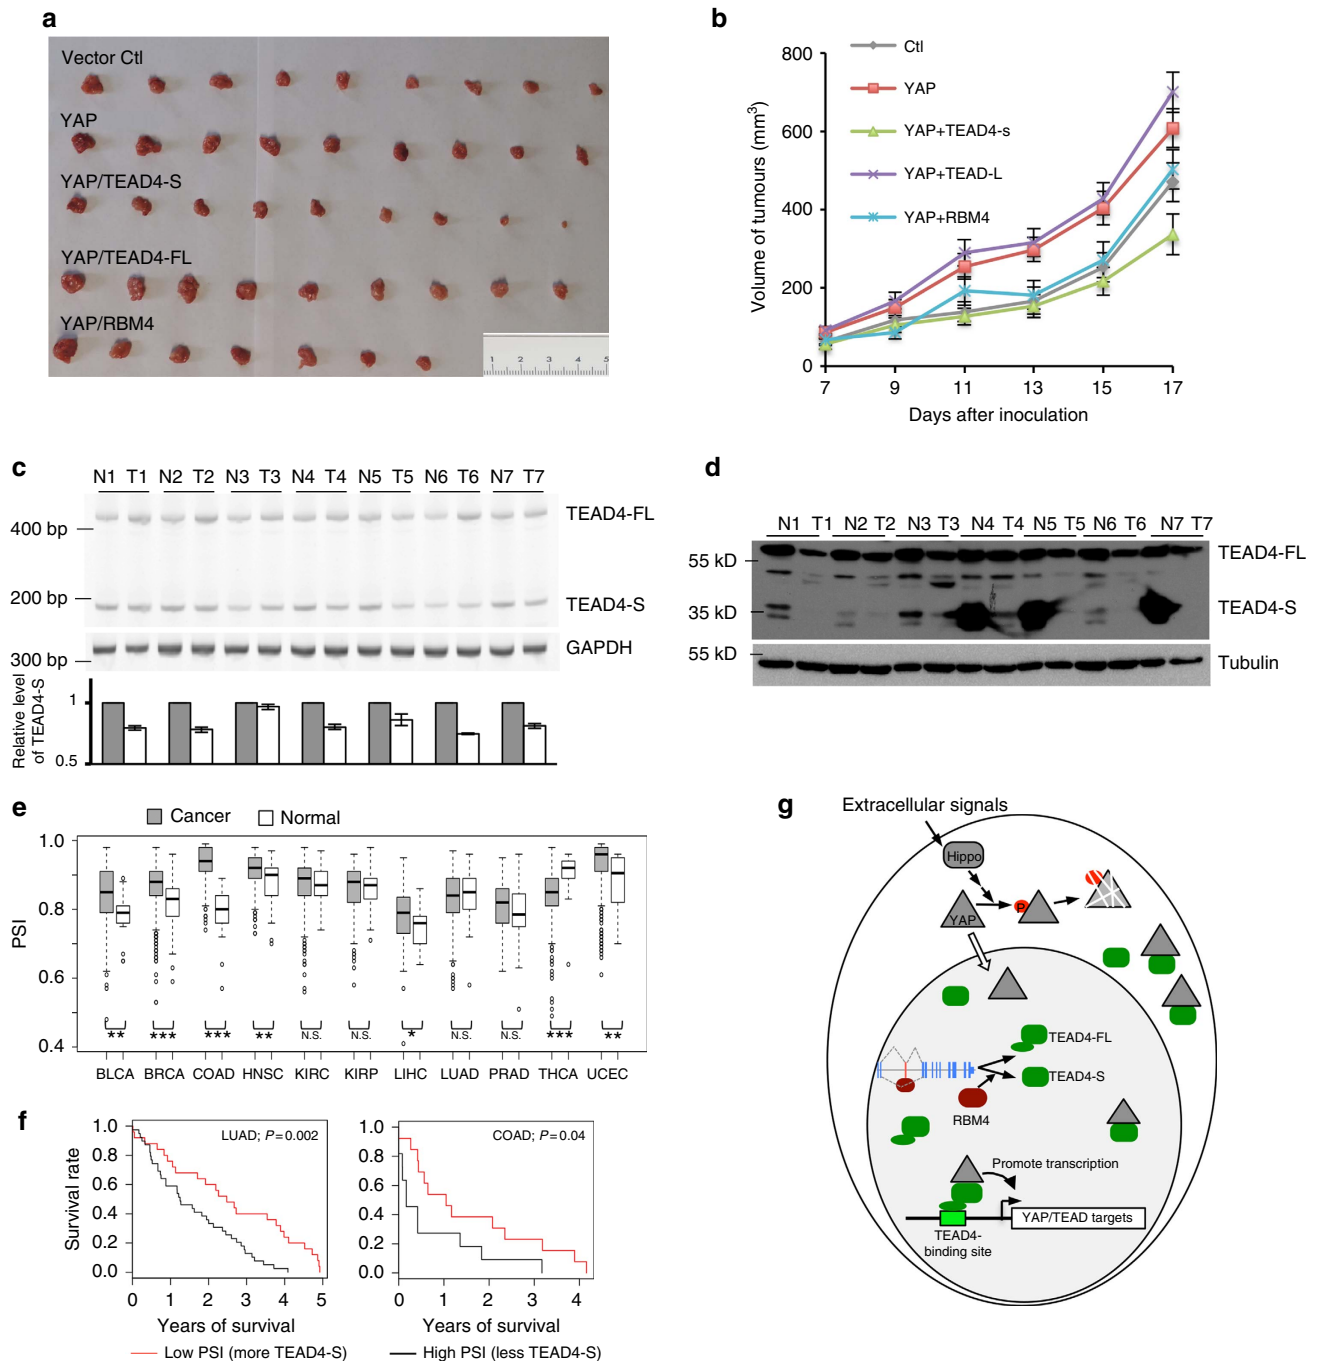 a
Vector Ctl
YAP
YAP/TEAD4-S
YAP/TEAD4-FL
YAP/RBM4
1 2 3 4 5
b
800
600
400
200
0
Volume of tumours (mm³)
7 9 11 13 15 17
Days after inoculation
Ctl
YAP
YAP+TEAD4-s
YAP+TEAD-L
YAP+RBM4
c
N1 T1 N2 T2 N3 T3 N4 T4 N5 T5 N6 T6 N7 T7
400 bp
TEAD4-FL
200 bp
TEAD4-S
300 bp
GAPDH
Relative level
of TEAD4-S
1
0.5
d
N1 T1 N2 T2 N3 T3 N4 T4 N5 T5 N6 T6 N7 T7
55 kD
TEAD4-FL
35 kD
TEAD4-S
55 kD
Tubulin
e
Cancer Normal
PSI
1.0
0.8
0.6
0.4
** *** *** ** N.S. N.S. * N.S. N.S. *** **
BLCA BRCA COAD HNSC KIRC KIRP LIHC LUAD PRAD THCA UCEC
f
Survival rate
1.0
0.8
0.6
0.4
0.2
0.0
LUAD; P=0.002
0 1 2 3 4 5
Years of survival
1.0
0.8
0.6
0.4
0.2
0.0
COAD; P=0.04
0 1 2 3 4
Years of survival
Low PSI (more TEAD4-S)
High PSI (less TEAD4-S)
g
Extracellular signals
Hippo
YAP
P
TEAD4-FL
TEAD4-S
RBM4
Promote transcription
YAP/TEAD targets
TEAD4-
binding site